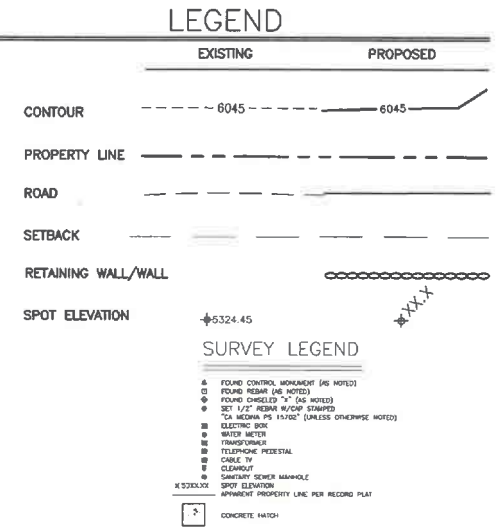 LEGEND
EXISTING PROPOSED
CONTOUR 6045 6045
PROPERTY LINE
ROAD
SETBACK
RETAINING WALL/WALL
SPOT ELEVATION 5324.45 XX.X
SURVEY LEGEND
FOUND CONTROL MONUMENT (AS NOTED)
FOUND REBAR (AS NOTED)
FOUND CHISELED "X" (AS NOTED)
SET 1/2" REBAR W/CAP STAMPED
"CA MEDINA PS 15702" (UNLESS OTHERWISE NOTED)
ELECTRIC BOX
WATER METER
TRANSFORMER
TELEPHONE PEDESTAL
CABLE TV
CLEANOUT
SANITARY SEWER MANHOLE
X 53XX.XX SPOT ELEVATION
APPARENT PROPERTY LINE PER RECORD PLAT
CONCRETE HATCH